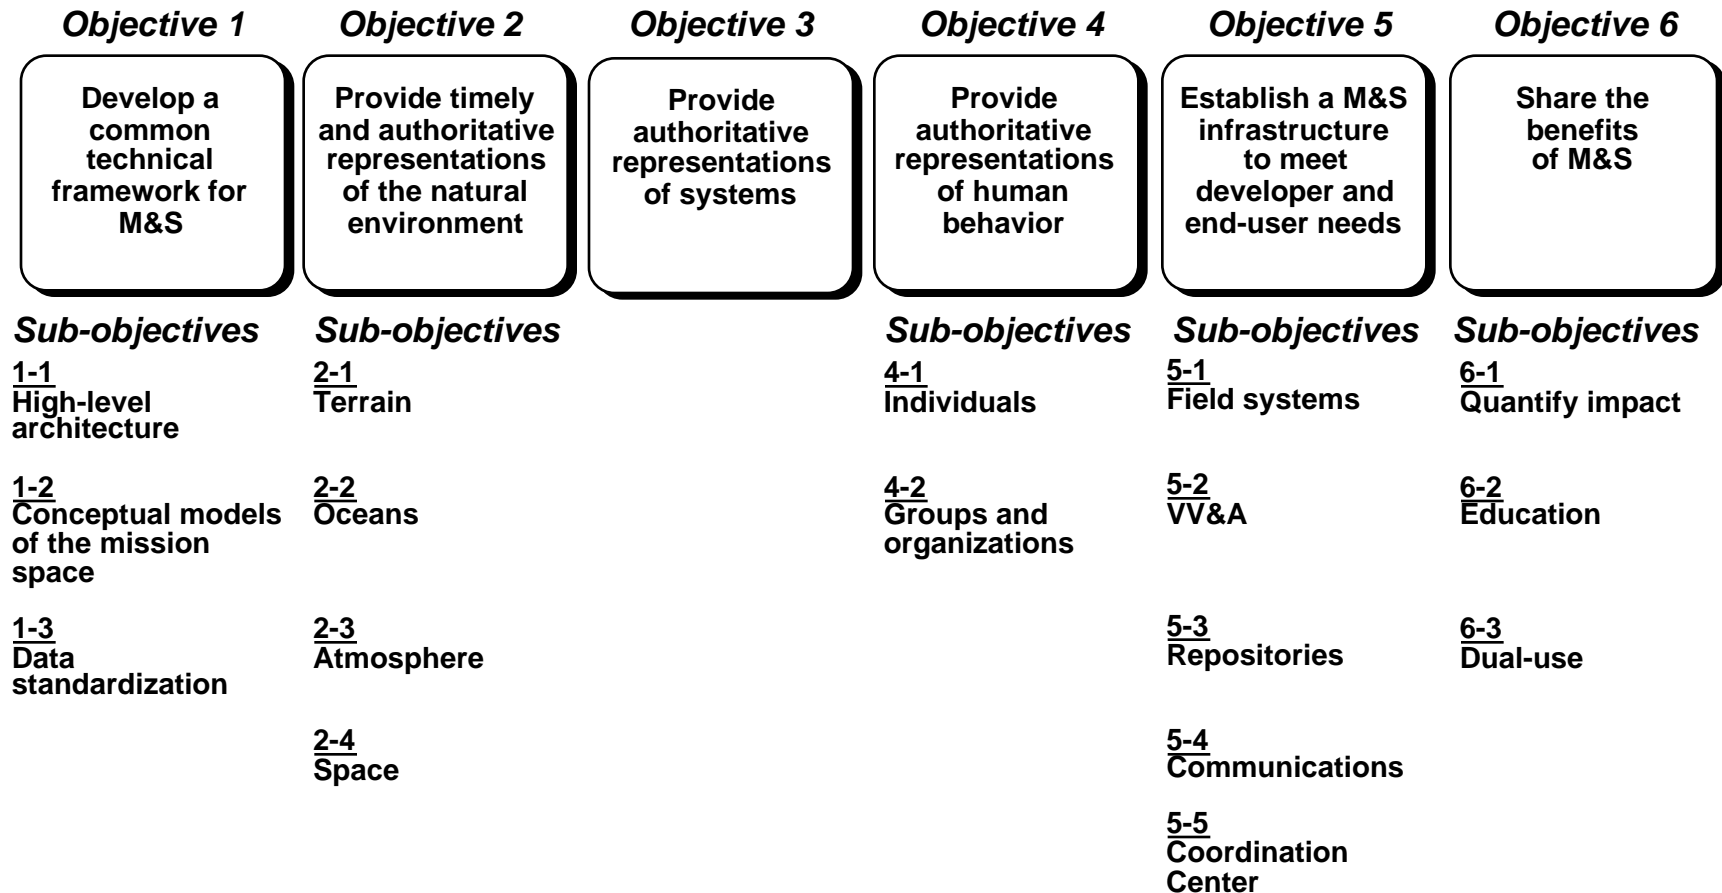 Objective 1
Develop a
common
technical
framework for
M&S
Sub-objectives
1-1
High-level
architecture
1-2
Conceptual models
of the mission
space
1-3
Data
standardization
Objective 2
Provide timely
and authoritative
representations
of the natural
environment
Sub-objectives
2-1
Terrain
2-2
Oceans
2-3
Atmosphere
2-4
Space
Objective 3
Provide
authoritative
representations
of systems
Objective 4
Provide
authoritative
representations
of human
behavior
Sub-objectives
4-1
Individuals
4-2
Groups and
organizations
Objective 5
Establish a M&S
infrastructure
to meet
developer and
end-user needs
Sub-objectives
5-1
Field systems
5-2
VV&A
5-3
Repositories
5-4
Communications
5-5
Coordination
Center
Objective 6
Share the
benefits
of M&S
Sub-objectives
6-1
Quantify impact
6-2
Education
6-3
Dual-use